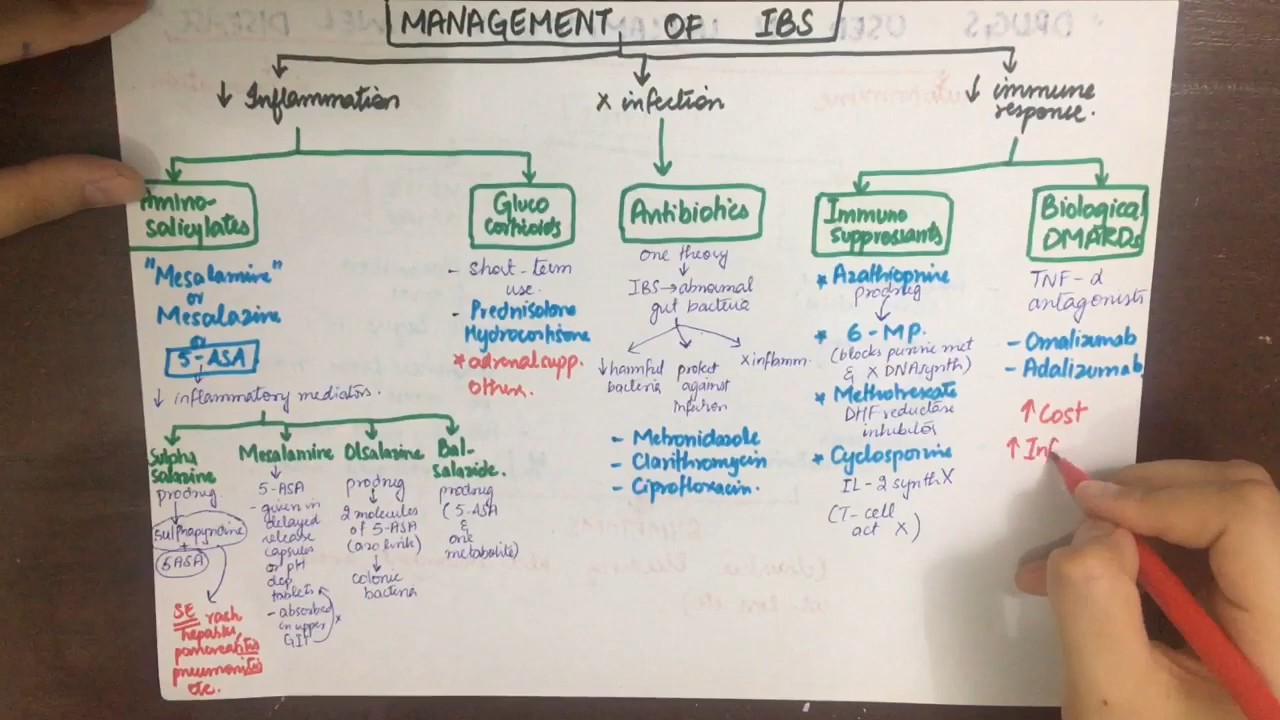 MANAGEMENT OF IBS
↓ Inflammation
x infection
↓ immune
response.
Amino-
salicylates
"Mesalamine"
or
Mesalazine
or
5-ASA
↓ inflammatory mediators.
Sulpha
salazine
prodrug
sulphapyridine
+
5ASA
SE rash
pancreatitis
pneumonitis
etc.
Mesalamine
5-ASA
- given in
delayed
release
capsules
or pH
dep
tablets
- absorbed x
in upper
GIT
Olsalazine
prodrug
2 molecules
of 5-ASA
(azo link)
colonic
bacteria
Bal-
salazide.
prodrug
(5-ASA
&
one
metabolite)
Gluco
corticoids
- Short-term
use.
- Prednisolone
Hydrocortisone
* adrenal supp.
others.
Antibiotics
one theory
IBS → abnormal
gut bacteria
↓ harmful
bacteria
protect
against
infection
x inflamm.
- Metronidasole
- Clarithromycin
- Ciprofloxacin.
Immuno
suppressants
* Azathioprine
prodrug
* 6-MP.
(blocks purine met
& x DNA synth)
* Methotrexate
DHF reductase
inhibitor
* Cyclosporine
IL-2 synth X
(T-cell
act X)
Biological
DMARDs
TNF-α
antagonists
- Omalizumab
- Adalizumab
↑ Cost
↑ Inf